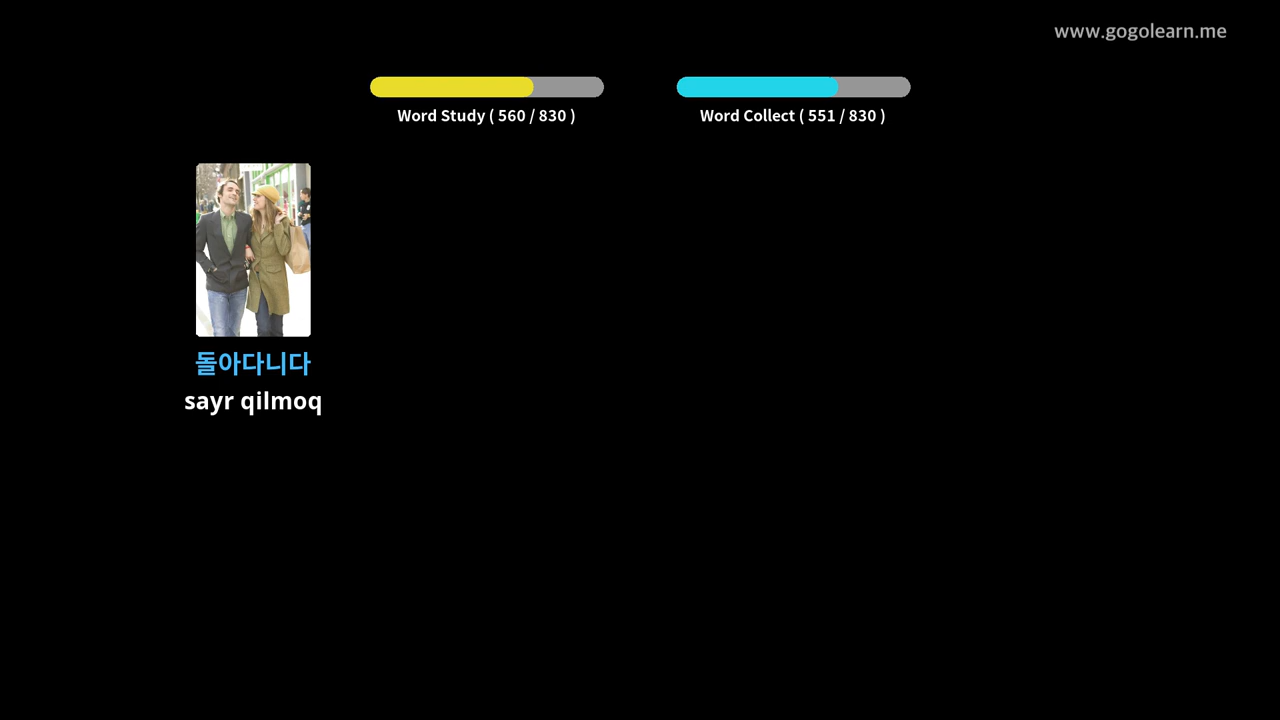 www.gogolearn.me
Word Study ( 560 / 830 )
Word Collect ( 551 / 830 )
돌아다니다
sayr qilmoq